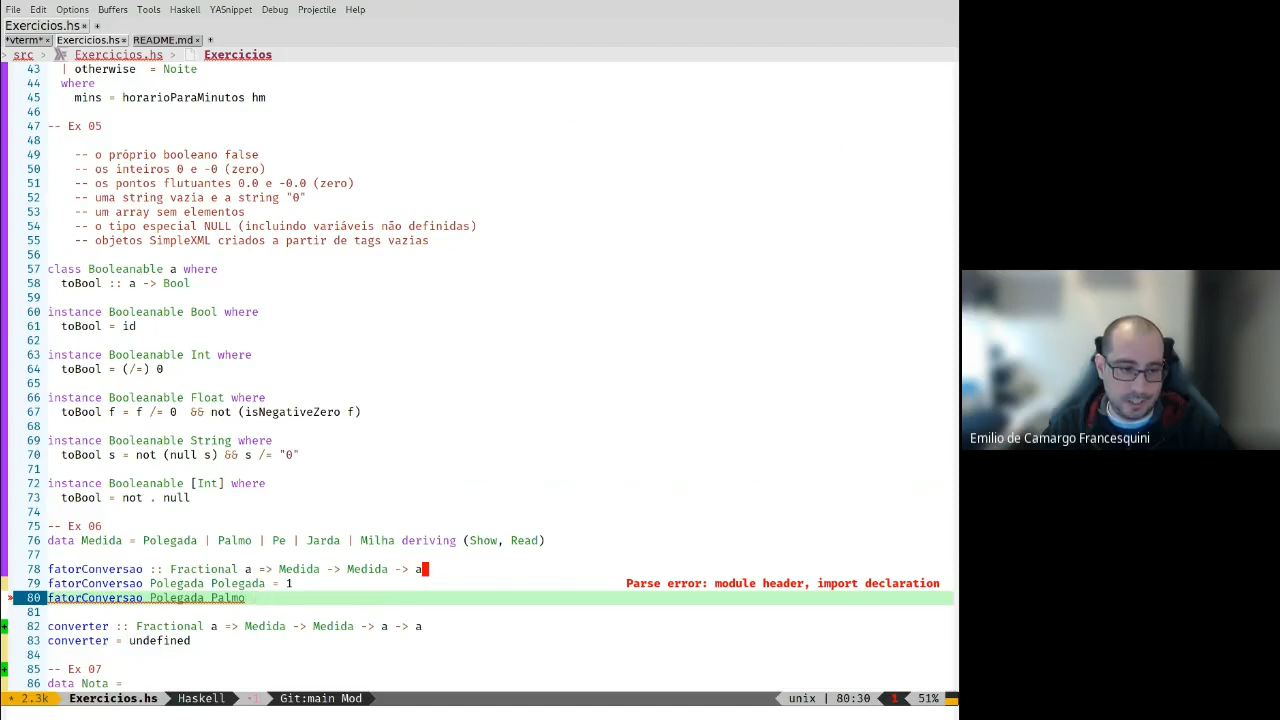 File Edit Options Buffers Tools Haskell YASnippet Debug Projectile Help
Exercicios.hs × +
*vterm* × Exercicios.hs × README.md × +
> src > Exercicios.hs > Exercicios
43 | otherwise = Noite
44 where
45 mins = horarioParaMinutos hm
46
47 -- Ex 05
48
49 -- o próprio booleano false
50 -- os inteiros 0 e -0 (zero)
51 -- os pontos flutuantes 0.0 e -0.0 (zero)
52 -- uma string vazia e a string "0"
53 -- um array sem elementos
54 -- o tipo especial NULL (incluindo variáveis não definidas)
55 -- objetos SimpleXML criados a partir de tags vazias
56
57 class Booleanable a where
58 toBool :: a -> Bool
59
60 instance Booleanable Bool where
61 toBool = id
62
63 instance Booleanable Int where
64 toBool = (/=) 0
65
66 instance Booleanable Float where
67 toBool f = f /= 0 && not (isNegativeZero f)
68
69 instance Booleanable String where
70 toBool s = not (null s) && s /= "0"
71
72 instance Booleanable [Int] where
73 toBool = not . null
74
75 -- Ex 06
76 data Medida = Polegada | Palmo | Pe | Jarda | Milha deriving (Show, Read)
77
78 fatorConversao :: Fractional a => Medida -> Medida -> a
79 fatorConversao Polegada Polegada = 1 Parse error: module header, import declaration
» 80 fatorConversao Polegada Palmo
81
+ 82 converter :: Fractional a => Medida -> Medida -> a -> a
83 converter = undefined
84
+ 85 -- Ex 07
86 data Nota =
* 2.3k Exercicios.hs Haskell ·1 Git:main Mod unix | 80:30 1 51%
Emilio de Camargo Francesquini